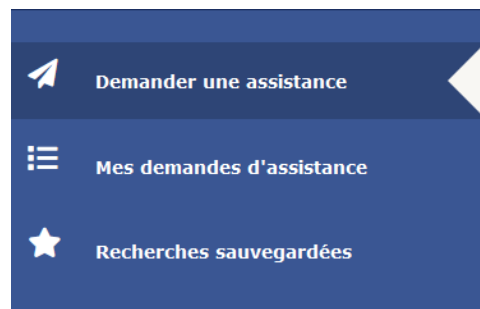 Demander une assistance
Mes demandes d'assistance
Recherches sauvegardées